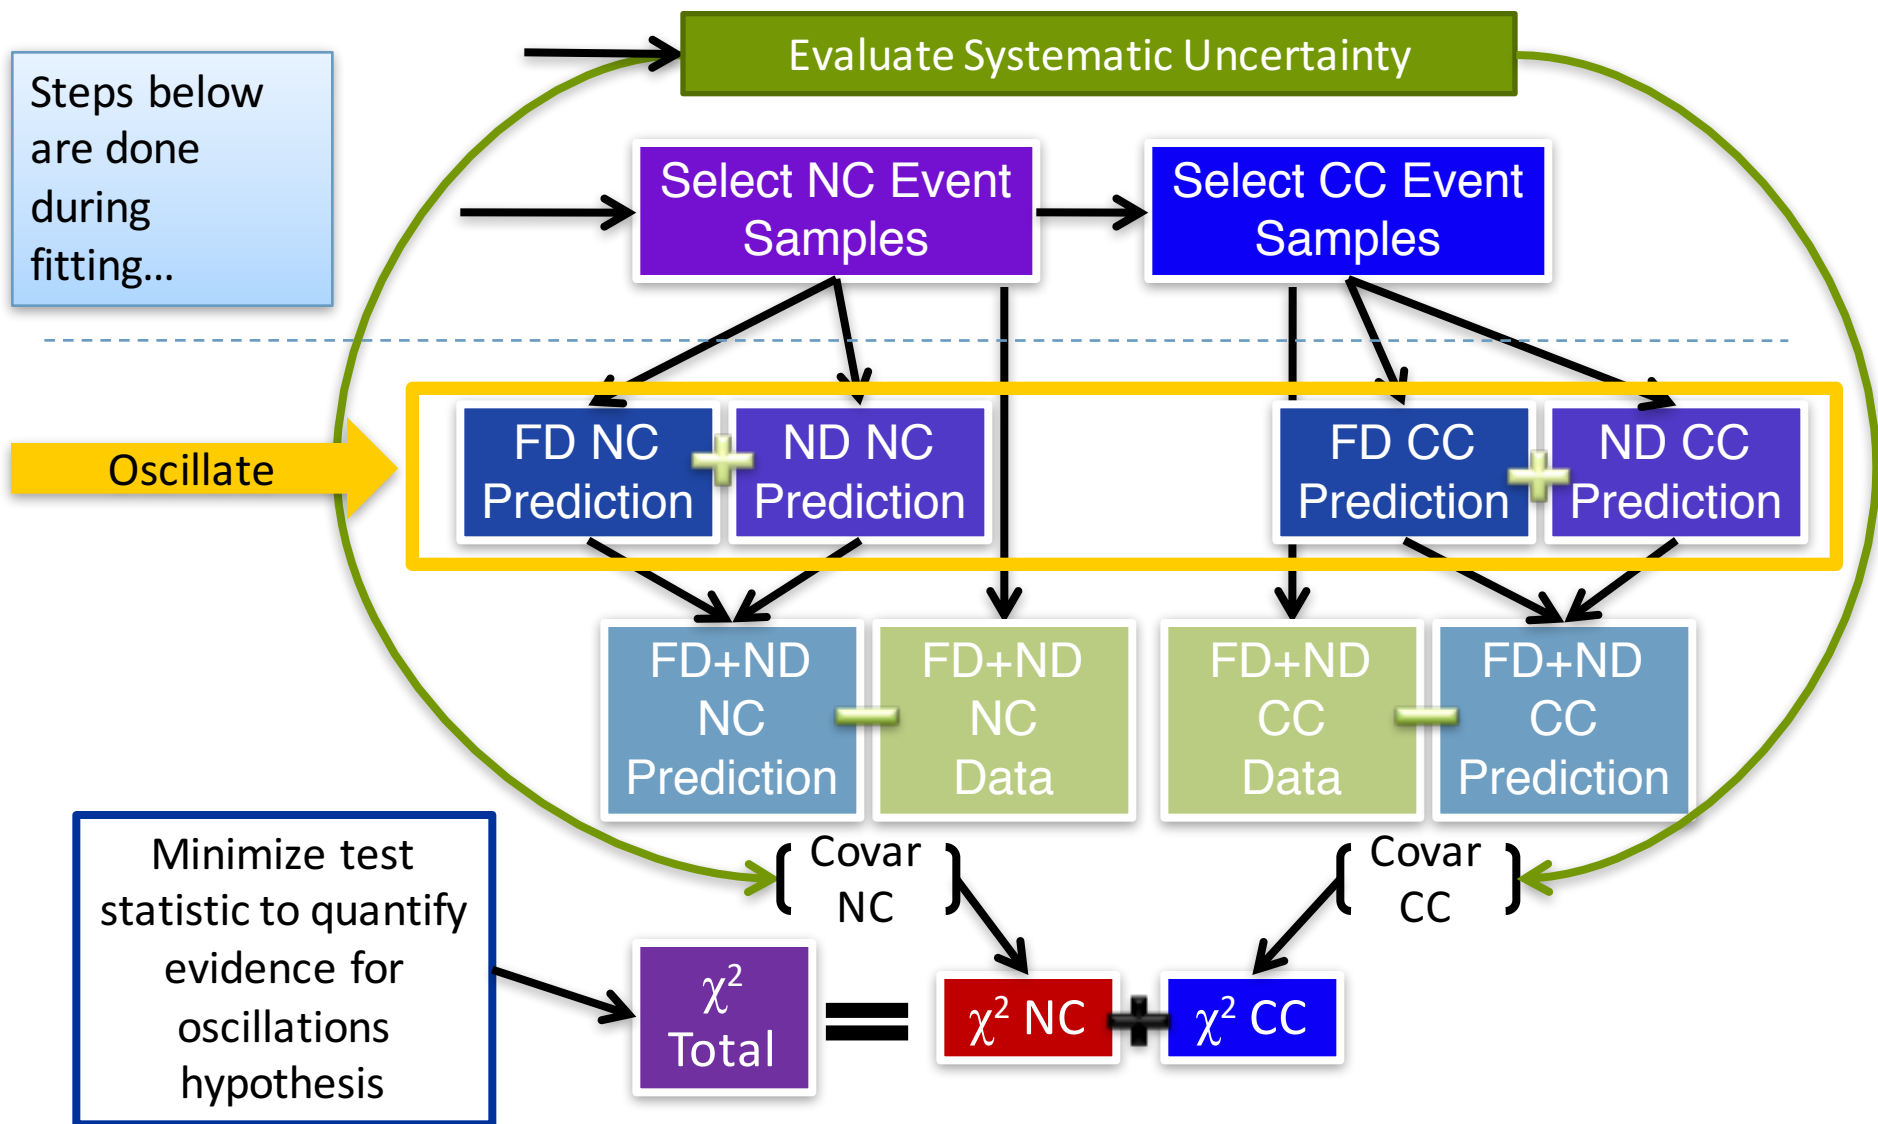 Evaluate Systematic Uncertainty
Steps below
are done
during
fitting...
Select NC Event
Samples
Select CC Event
Samples
Oscillate
FD NC
Prediction
ND NC
Prediction
FD CC
Prediction
ND CC
Prediction
FD+ND
NC
Prediction
FD+ND
NC
Data
FD+ND
CC
Data
FD+ND
CC
Prediction
Covar
NC
Covar
CC
Minimize test
statistic to quantify
evidence for
oscillations
hypothesis
χ²
Total
=
χ² NC
+
χ² CC